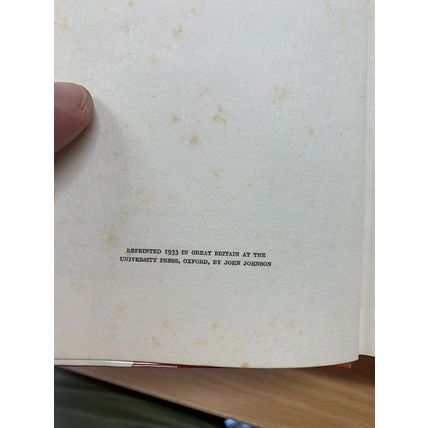 REPRINTED 1933 IN GREAT BRITAIN AT THE
UNIVERSITY PRESS, OXFORD, BY JOHN JOHNSON